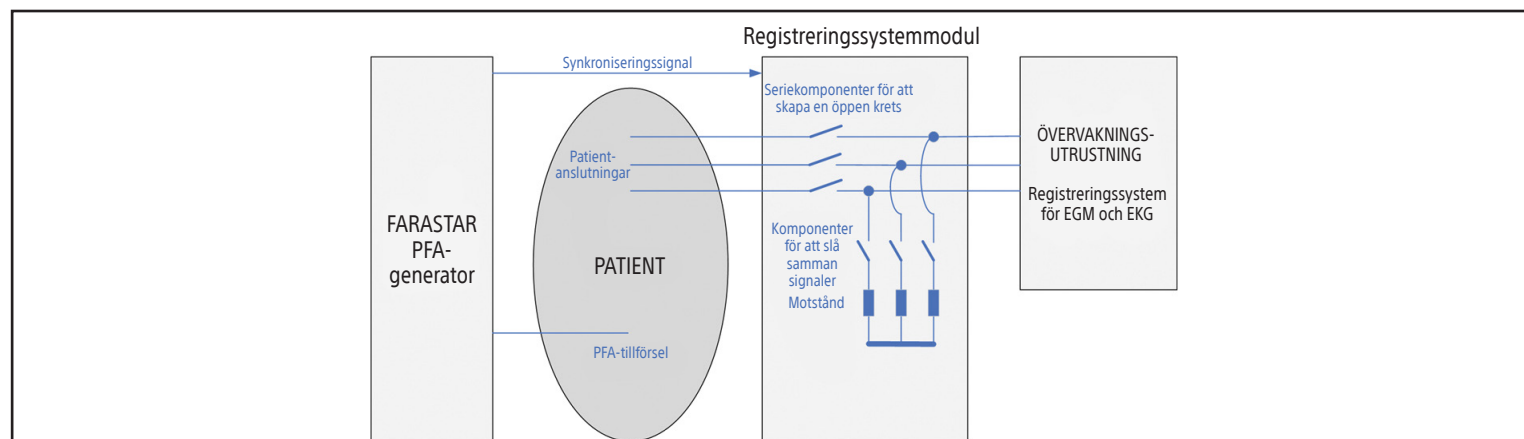 Registreringssystemmodul
Synkroniseringssignal
Seriekomponenter för att
skapa en öppen krets
Patient-
anslutningar
ÖVERVAKNINGS-
UTRUSTNING
Registreringssystem
för EGM och EKG
FARASTAR
PFA-
generator
PATIENT
Komponenter
för att slå
samman
signaler
Motstånd
PFA-tillförsel